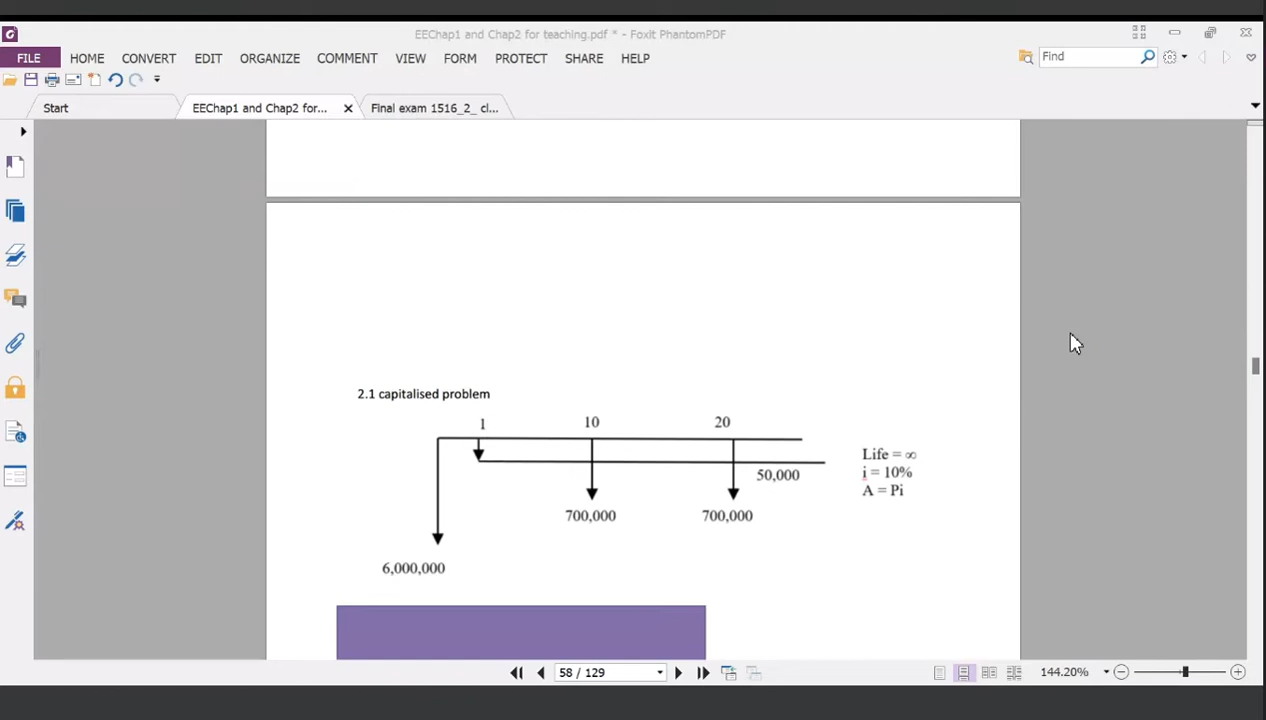 EEChap1 and Chap2 for teaching.pdf * - Foxit PhantomPDF
FILE HOME CONVERT EDIT ORGANIZE COMMENT VIEW FORM PROTECT SHARE HELP
Find
Start
EEChap1 and Chap2 for...
Final exam 1516_2_ cl...
2.1 capitalised problem
1 10 20
50,000
700,000 700,000
6,000,000
Life = ∞
i = 10%
A = Pi
58 / 129
144.20%